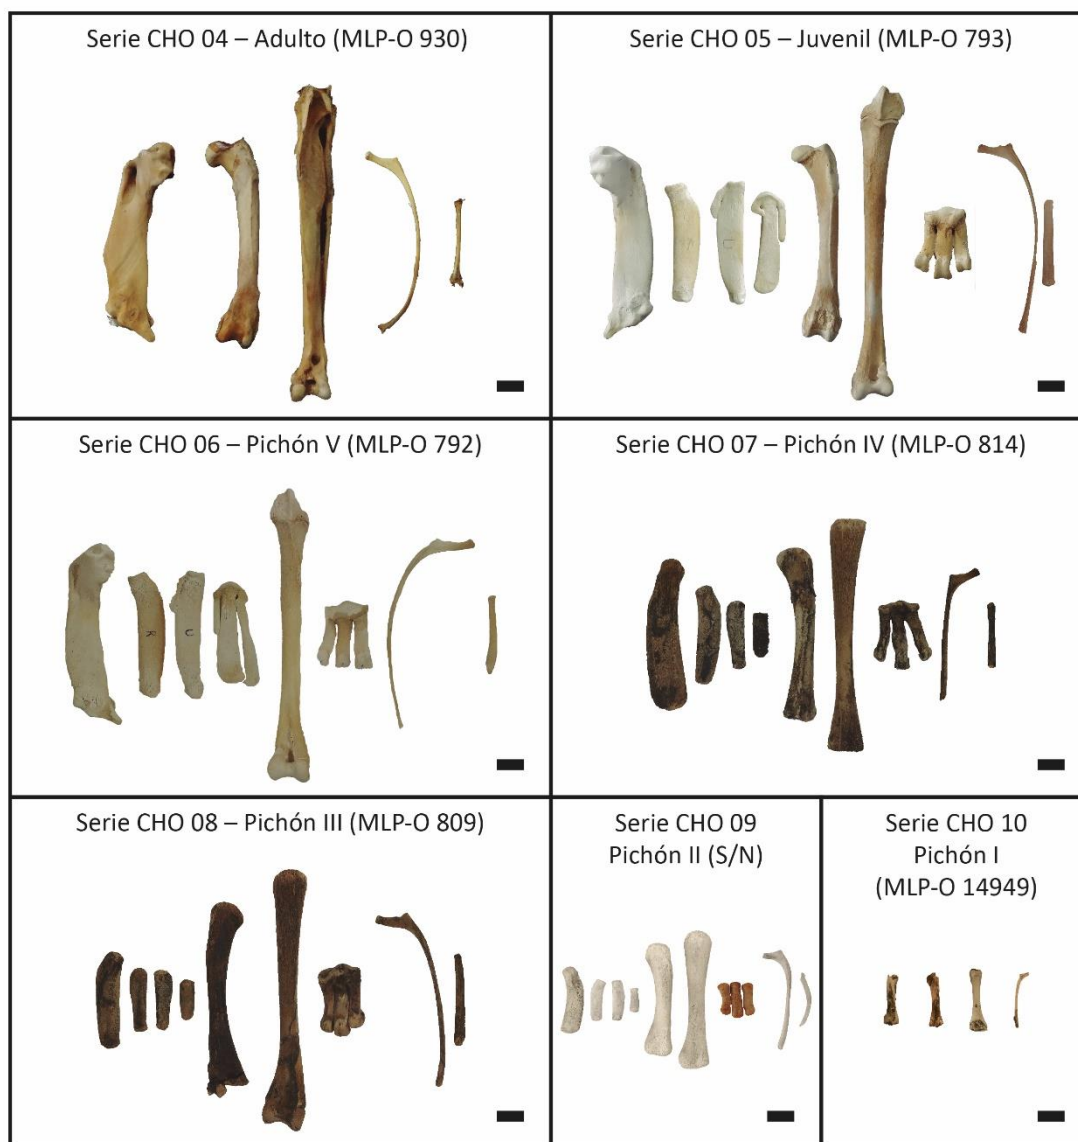 Serie CHO 04 – Adulto (MLP-O 930)
Serie CHO 05 – Juvenil (MLP-O 793)
Serie CHO 06 – Pichón V (MLP-O 792)
Serie CHO 07 – Pichón IV (MLP-O 814)
Serie CHO 08 – Pichón III (MLP-O 809)
Serie CHO 09
Pichón II (S/N)
Serie CHO 10
Pichón I
(MLP-O 14949)